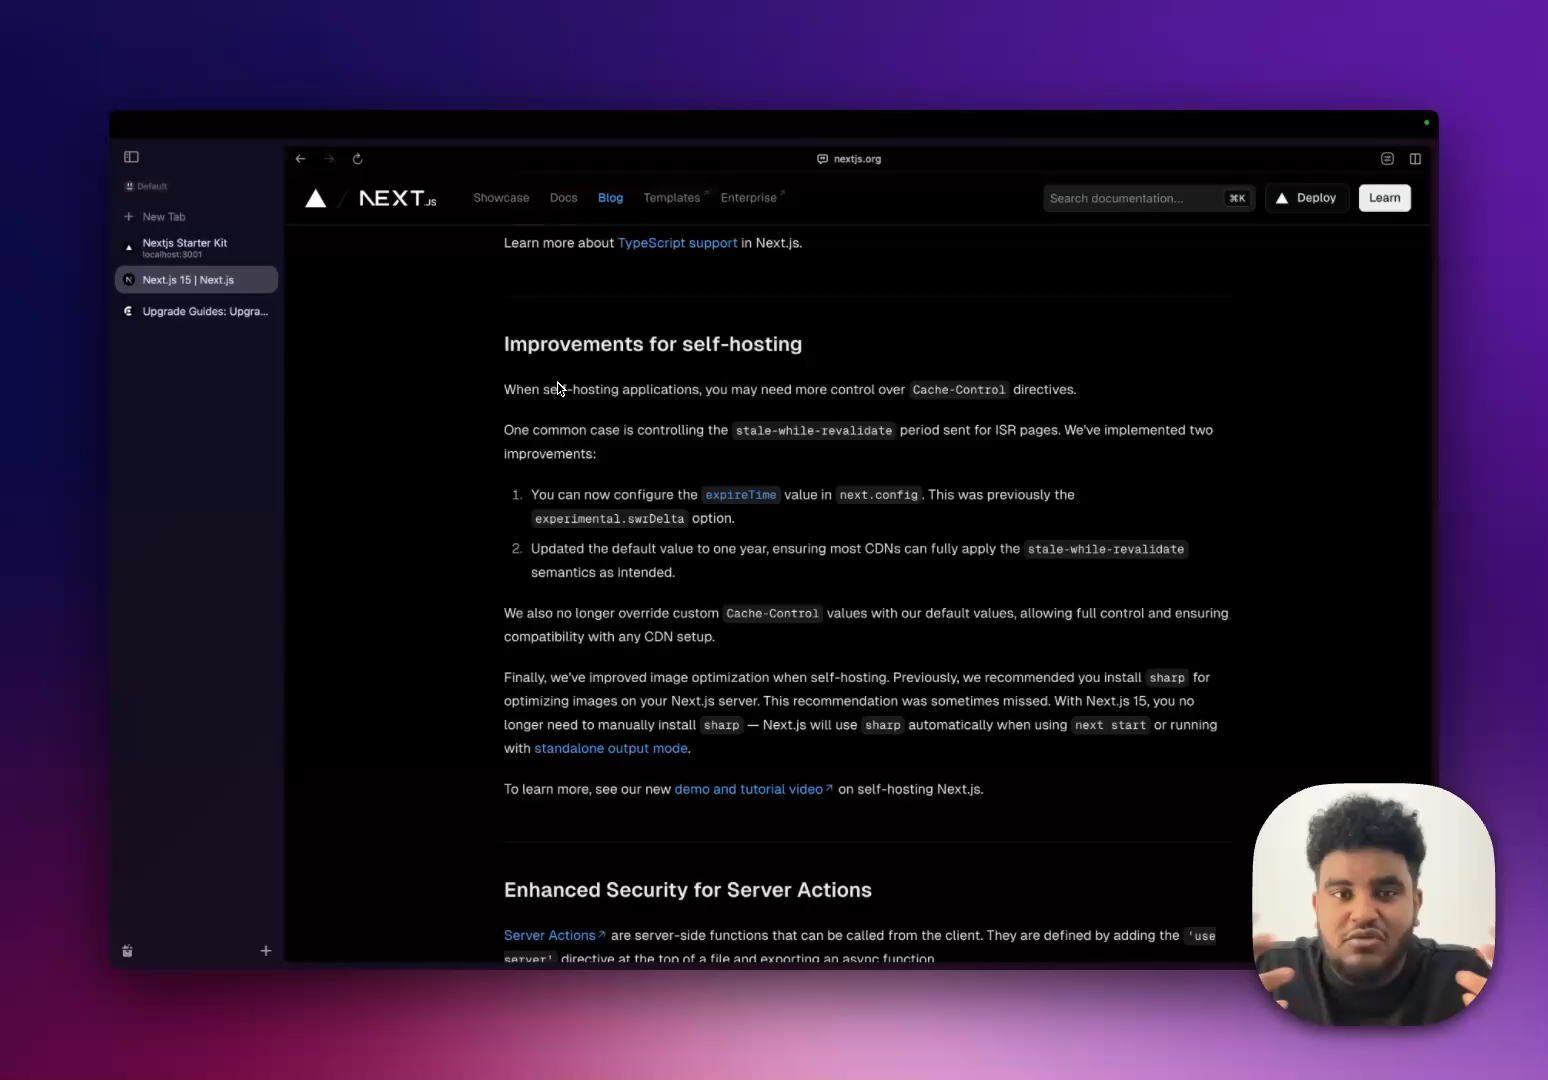 Default
New Tab
Nextjs Starter Kit
localhost:3001
Next.js 15 | Next.js
Upgrade Guides: Upgra...
nextjs.org
NEXT.JS
Showcase
Docs
Blog
Templates
Enterprise
Search documentation...
⌘K
Deploy
Learn
Learn more about TypeScript support in Next.js.
Improvements for self-hosting
When self-hosting applications, you may need more control over Cache-Control directives.
One common case is controlling the stale-while-revalidate period sent for ISR pages. We've implemented two
improvements:
1. You can now configure the expireTime value in next.config. This was previously the
experimental.swrDelta option.
2. Updated the default value to one year, ensuring most CDNs can fully apply the stale-while-revalidate
semantics as intended.
We also no longer override custom Cache-Control values with our default values, allowing full control and ensuring
compatibility with any CDN setup.
Finally, we've improved image optimization when self-hosting. Previously, we recommended you install sharp for
optimizing images on your Next.js server. This recommendation was sometimes missed. With Next.js 15, you no
longer need to manually install sharp — Next.js will use sharp automatically when using next start or running
with standalone output mode.
To learn more, see our new demo and tutorial video↗ on self-hosting Next.js.
Enhanced Security for Server Actions
Server Actions↗ are server-side functions that can be called from the client. They are defined by adding the 'use
server' directive at the top of a file and exporting an async function.